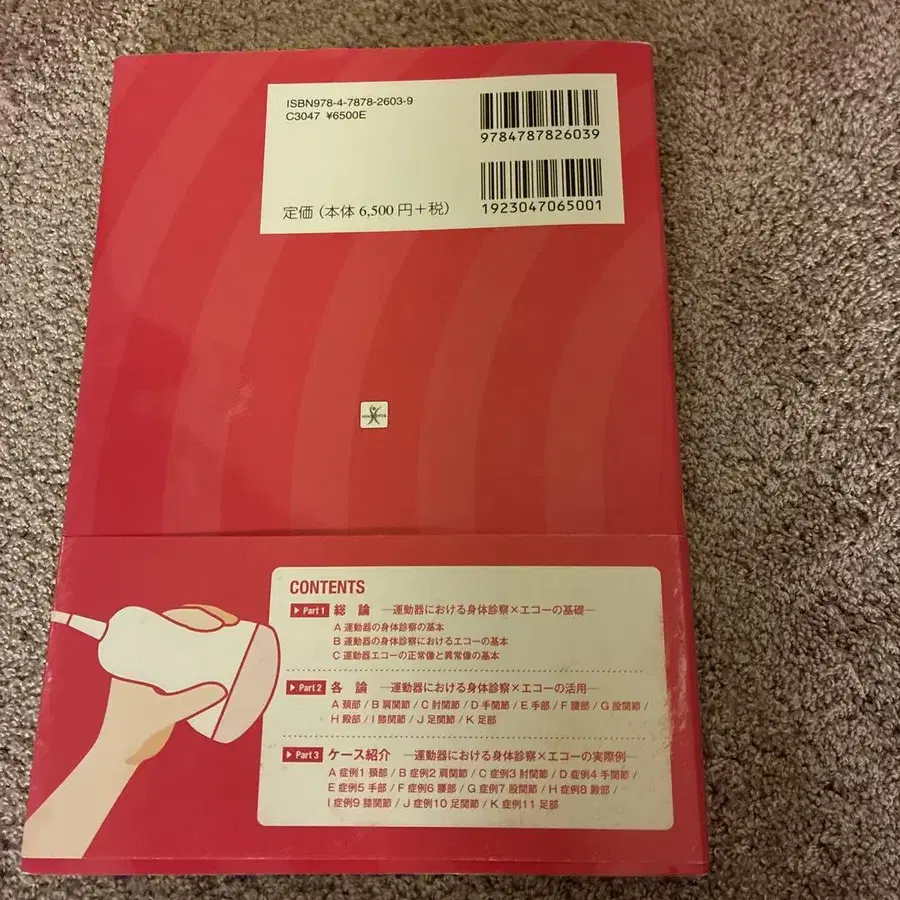 ISBN978-4-7878-2603-9
C3047 ¥6500E
9784787826039
定価(本体 6,500 円+税)
1923047065001
CONTENTS
▶ Part 1 総 論 ―運動器における身体診察×エコーの基礎―
A 運動器の身体診察の基本
B 運動器の身体診察におけるエコーの基本
C 運動器エコーの正常像と異常像の基本
▶ Part 2 各 論 ―運動器における身体診察×エコーの活用―
A 頚部 / B 肩関節 / C 肘関節 / D 手関節 / E 手部 / F 腰部 / G 股関節 /
H 殿部 / I 膝関節 / J 足関節 / K 足部
▶ Part 3 ケース紹介 ―運動器における身体診察×エコーの実際例―
A 症例1 頚部 / B 症例2 肩関節 / C 症例3 肘関節 / D 症例4 手関節 /
E 症例5 手部 / F 症例6 腰部 / G 症例7 股関節 / H 症例8 殿部 /
I 症例9 膝関節 / J 症例10 足関節 / K 症例11 足部